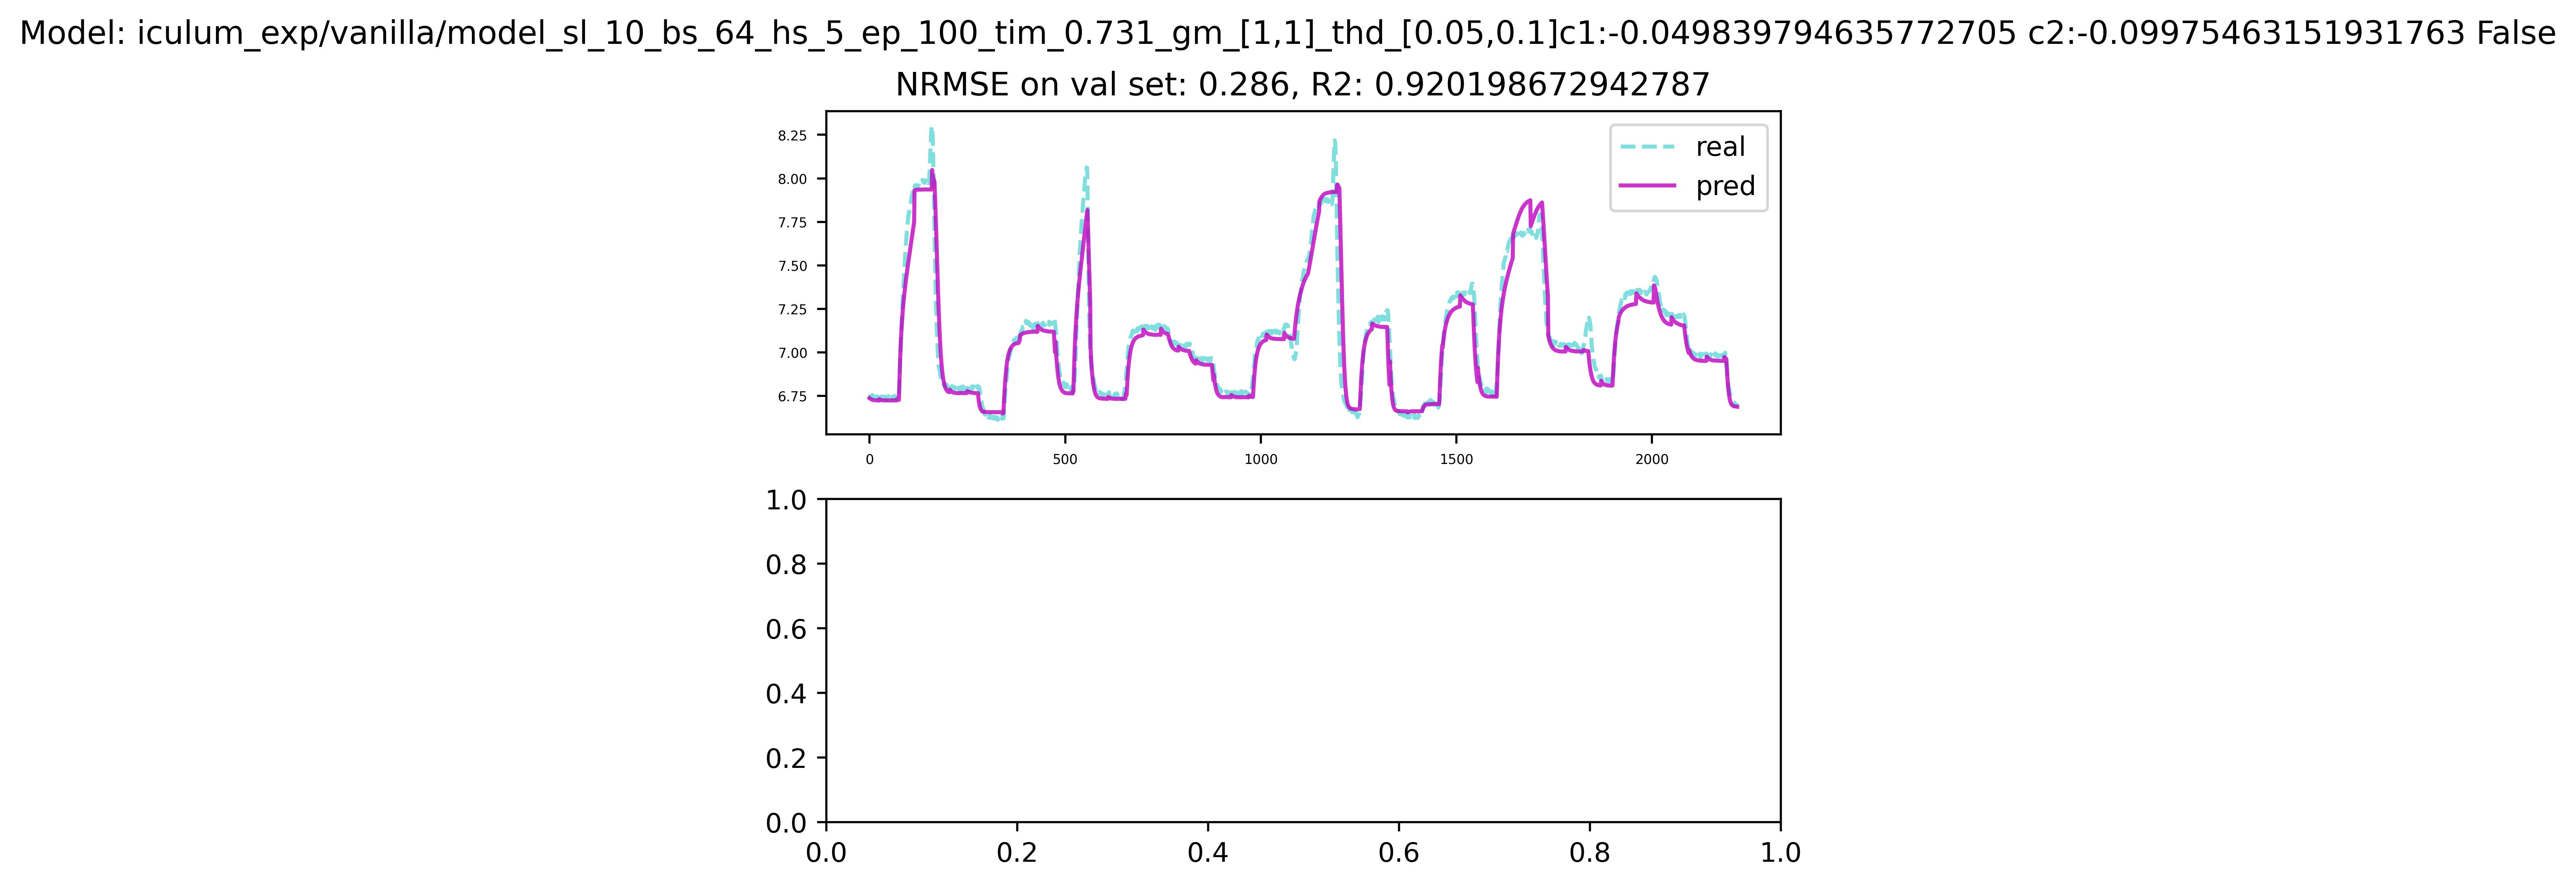 Model: iculum_exp/vanilla/model_sl_10_bs_64_hs_5_ep_100_tim_0.731_gm_[1,1]_thd_[0.05,0.1]c1:-0.049839794635772705 c2:-0.09975463151931763 False
NRMSE on val set: 0.286, R2: 0.920198672942787
8.25
8.00
7.75
7.50
7.25
7.00
6.75
real
pred
0 500 1000 1500 2000
1.0
0.8
0.6
0.4
0.2
0.0
0.0 0.2 0.4 0.6 0.8 1.0